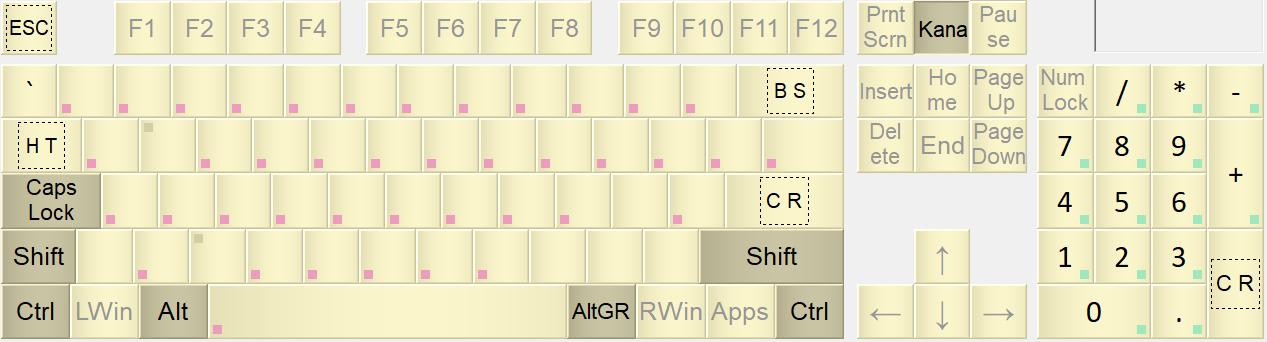 ESC F1 F2 F3 F4 F5 F6 F7 F8 F9 F10 F11 F12 Prnt Scrn Kana Pau se
` B S Insert Ho me Page Up Num Lock / * -
H T Del ete End Page Down 7 8 9 +
Caps Lock C R 4 5 6
Shift Shift ↑ 1 2 3 C R
Ctrl LWin Alt AltGR RWin Apps Ctrl ← ↓ → 0 .